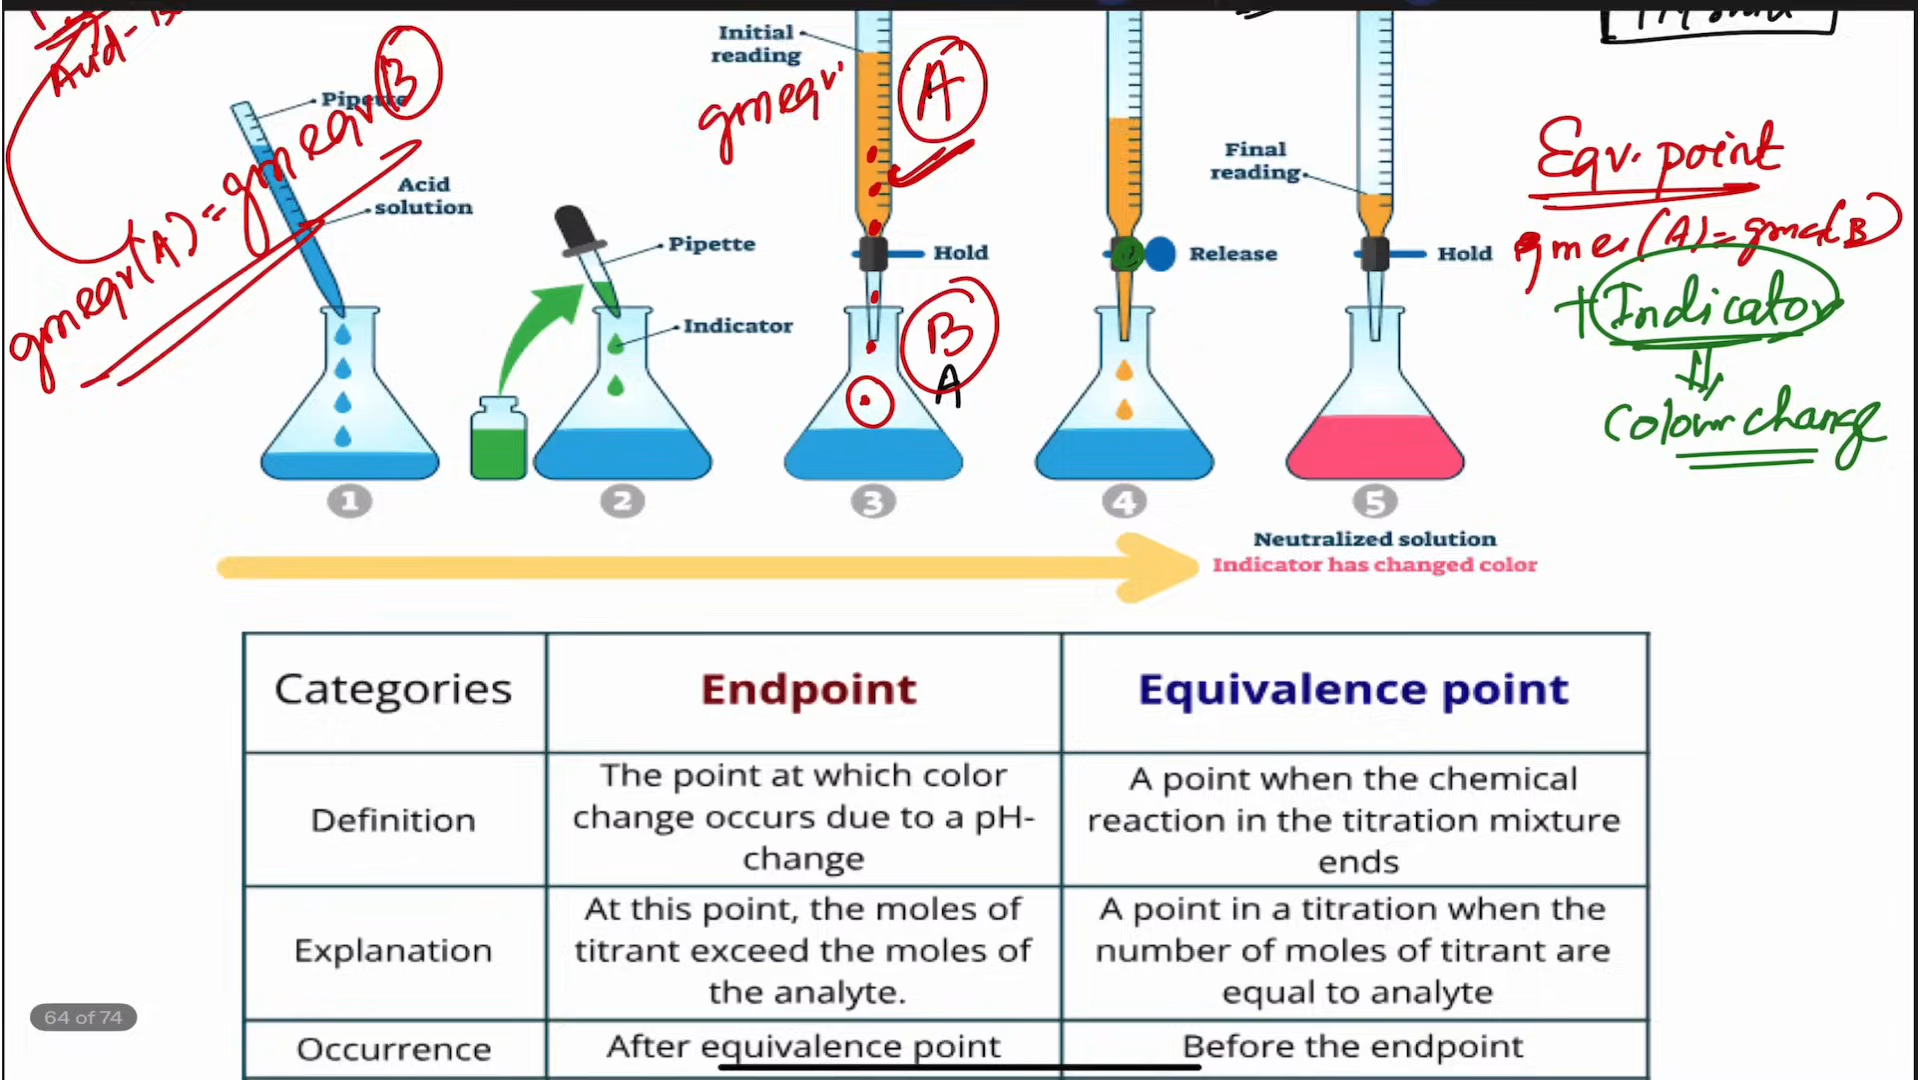 Acid-B
Initial
reading
Pipette
gmeqv
A
gmeqv(A) = gmeqv B
Acid
solution
Pipette
Indicator
Hold
B
A
Release
Final
reading
Hold
Eqv. point
gmeq(A) = gmeq(B)
+ Indicator
Colour change
1
2
3
4
5
Neutralized solution
Indicator has changed color
Categories
Endpoint
Equivalence point
Definition
The point at which color
change occurs due to a pH-
change
A point when the chemical
reaction in the titration mixture
ends
Explanation
At this point, the moles of
titrant exceed the moles of
the analyte.
A point in a titration when the
number of moles of titrant are
equal to analyte
Occurrence
After equivalence point
Before the endpoint
64 of 74